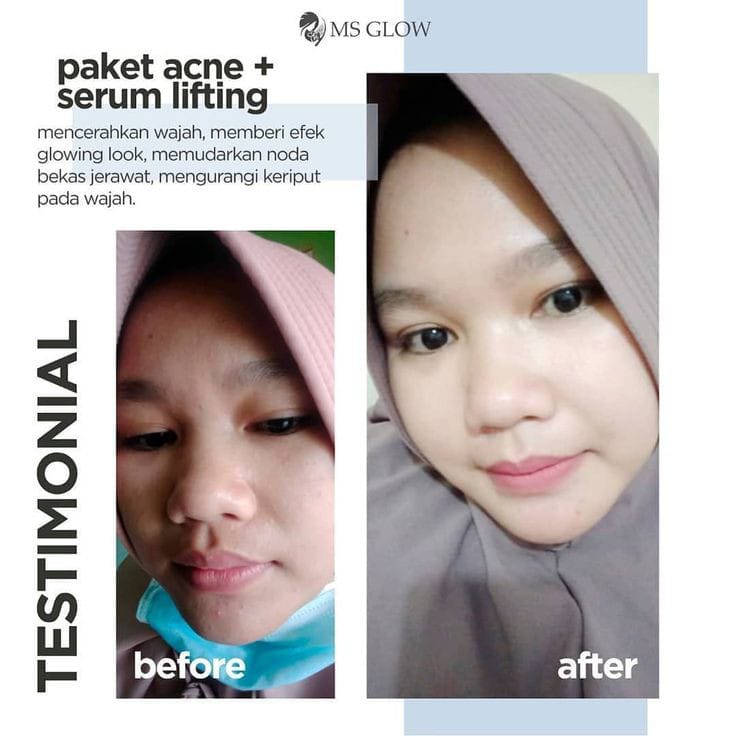 MS GLOW
paket acne +
serum lifting
mencerahkan wajah, memberi efek
glowing look, memudarkan noda
bekas jerawat, mengurangi keriput
pada wajah.
TESTIMONIAL
before
after